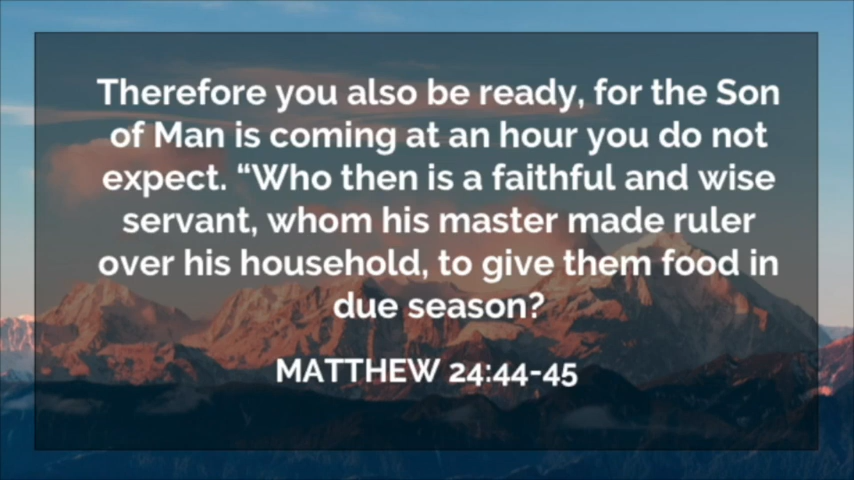 Therefore you also be ready, for the Son
of Man is coming at an hour you do not
expect. “Who then is a faithful and wise
servant, whom his master made ruler
over his household, to give them food in
due season?
MATTHEW 24:44-45